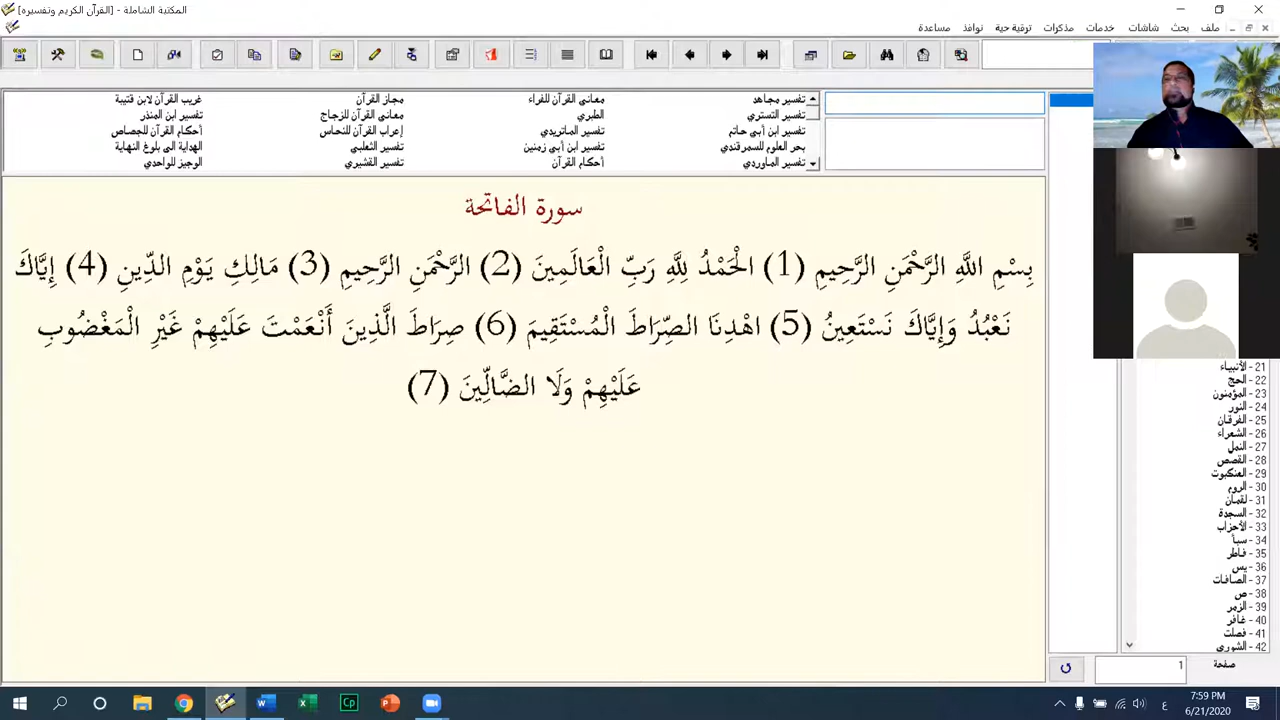 المكتبة الشاملة - [القرآن الكريم وتفسيره]
ملف بحث شاشات خدمات ترقية حية مذكرات نوافذ مساعدة
تفسير مجاهد معاني القرآن للفراء مجاز القرآن غريب القرآن لابن قتيبة
تفسير التستري الطبري معاني القرآن للزجاج تفسير ابن المنذر
تفسير ابن أبي حاتم تفسير الماتريدي إعراب القرآن للنحاس أحكام القرآن للجصاص
بحر العلوم للسمرقندي تفسير ابن أبي زمنين تفسير الثعلبي الهداية الى بلوغ النهاية
تفسير الماوردي أحكام القرآن تفسير القشيري الوجيز للواحدي
سورة الفاتحة
بِسْمِ اللَّهِ الرَّحْمَنِ الرَّحِيمِ (1) الْحَمْدُ لِلَّهِ رَبِّ الْعَالَمِينَ (2) الرَّحْمَنِ الرَّحِيمِ (3) مَالِكِ يَوْمِ الدِّينِ (4) إِيَّاكَ
نَعْبُدُ وَإِيَّاكَ نَسْتَعِينُ (5) اهْدِنَا الصِّرَاطَ الْمُسْتَقِيمَ (6) صِرَاطَ الَّذِينَ أَنْعَمْتَ عَلَيْهِمْ غَيْرِ الْمَغْضُوبِ
عَلَيْهِمْ وَلَا الضَّالِّينَ (7)
21 - الأنبياء
22 - الحج
23 - المؤمنون
24 - النور
25 - الفرقان
26 - الشعراء
27 - النمل
28 - القصص
29 - العنكبوت
30 - الروم
31 - لقمان
32 - السجدة
33 - الأحزاب
34 - سبأ
35 - فاطر
36 - يس
37 - الصافات
38 - ص
39 - الزمر
40 - غافر
41 - فصلت
42 - الشورى
صفحة 1
7:59 PM
6/21/2020